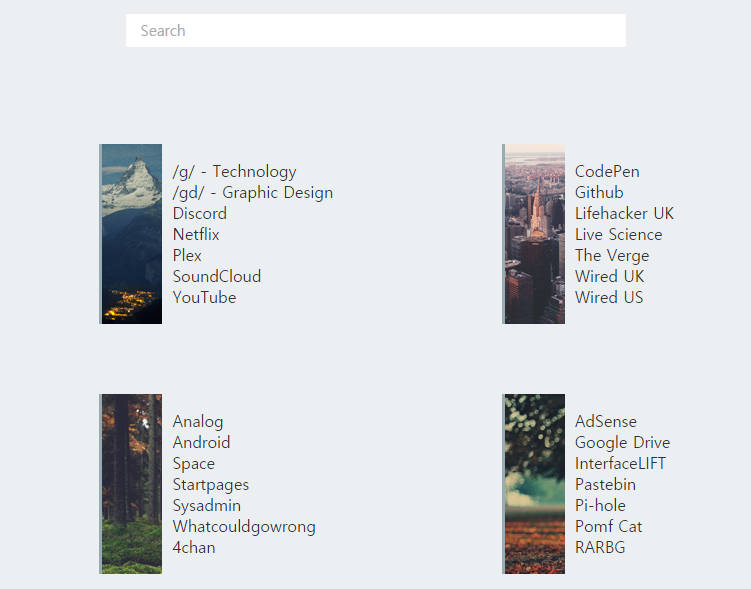 Search
/g/ - Technology
/gd/ - Graphic Design
Discord
Netflix
Plex
SoundCloud
YouTube
CodePen
Github
Lifehacker UK
Live Science
The Verge
Wired UK
Wired US
Analog
Android
Space
Startpages
Sysadmin
Whatcouldgowrong
4chan
AdSense
Google Drive
InterfaceLIFT
Pastebin
Pi-hole
Pomf Cat
RARBG